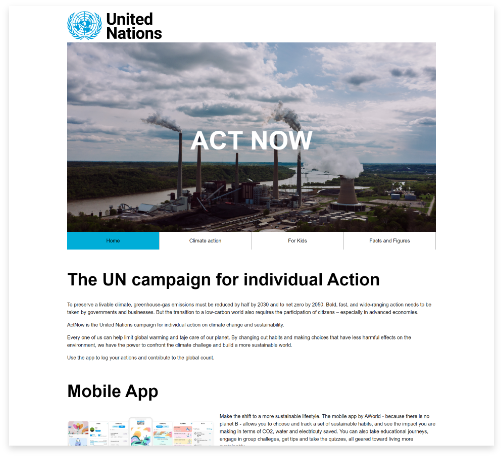 United
Nations
ACT NOW
Home
Climate action
For Kids
Facts and Figures
The UN campaign for individual Action
To preserve a livable climate, greenhouse-gas emissions must be reduced by half by 2030 and to net zero by 2050. Bold, fast, and wide-ranging action needs to be
taken by governments and businesses. But the transition to a low-carbon world also requires the participation of citizens – especially in advanced economies.
ActNow is the United Nations campaign for individual action on climate change and sustainability.
Every one of us can help limit global warming and take care of our planet. By changing our habits and making choices that have less harmful effects on the
environment, we have the power to confront the climate challenge and build a more sustainable world.
Use the app to log your actions and contribute to the global count.
Mobile App
Make the shift to a more sustainable lifestyle. The mobile app by AWorld - because there is no
planet B - allows you to choose and track a set of sustainable habits, and see the impact you are
making in terms of CO2, water and electricity saved. You can also take educational journeys,
engage in group challenges, get tips and take the quizzes, all geared toward living more